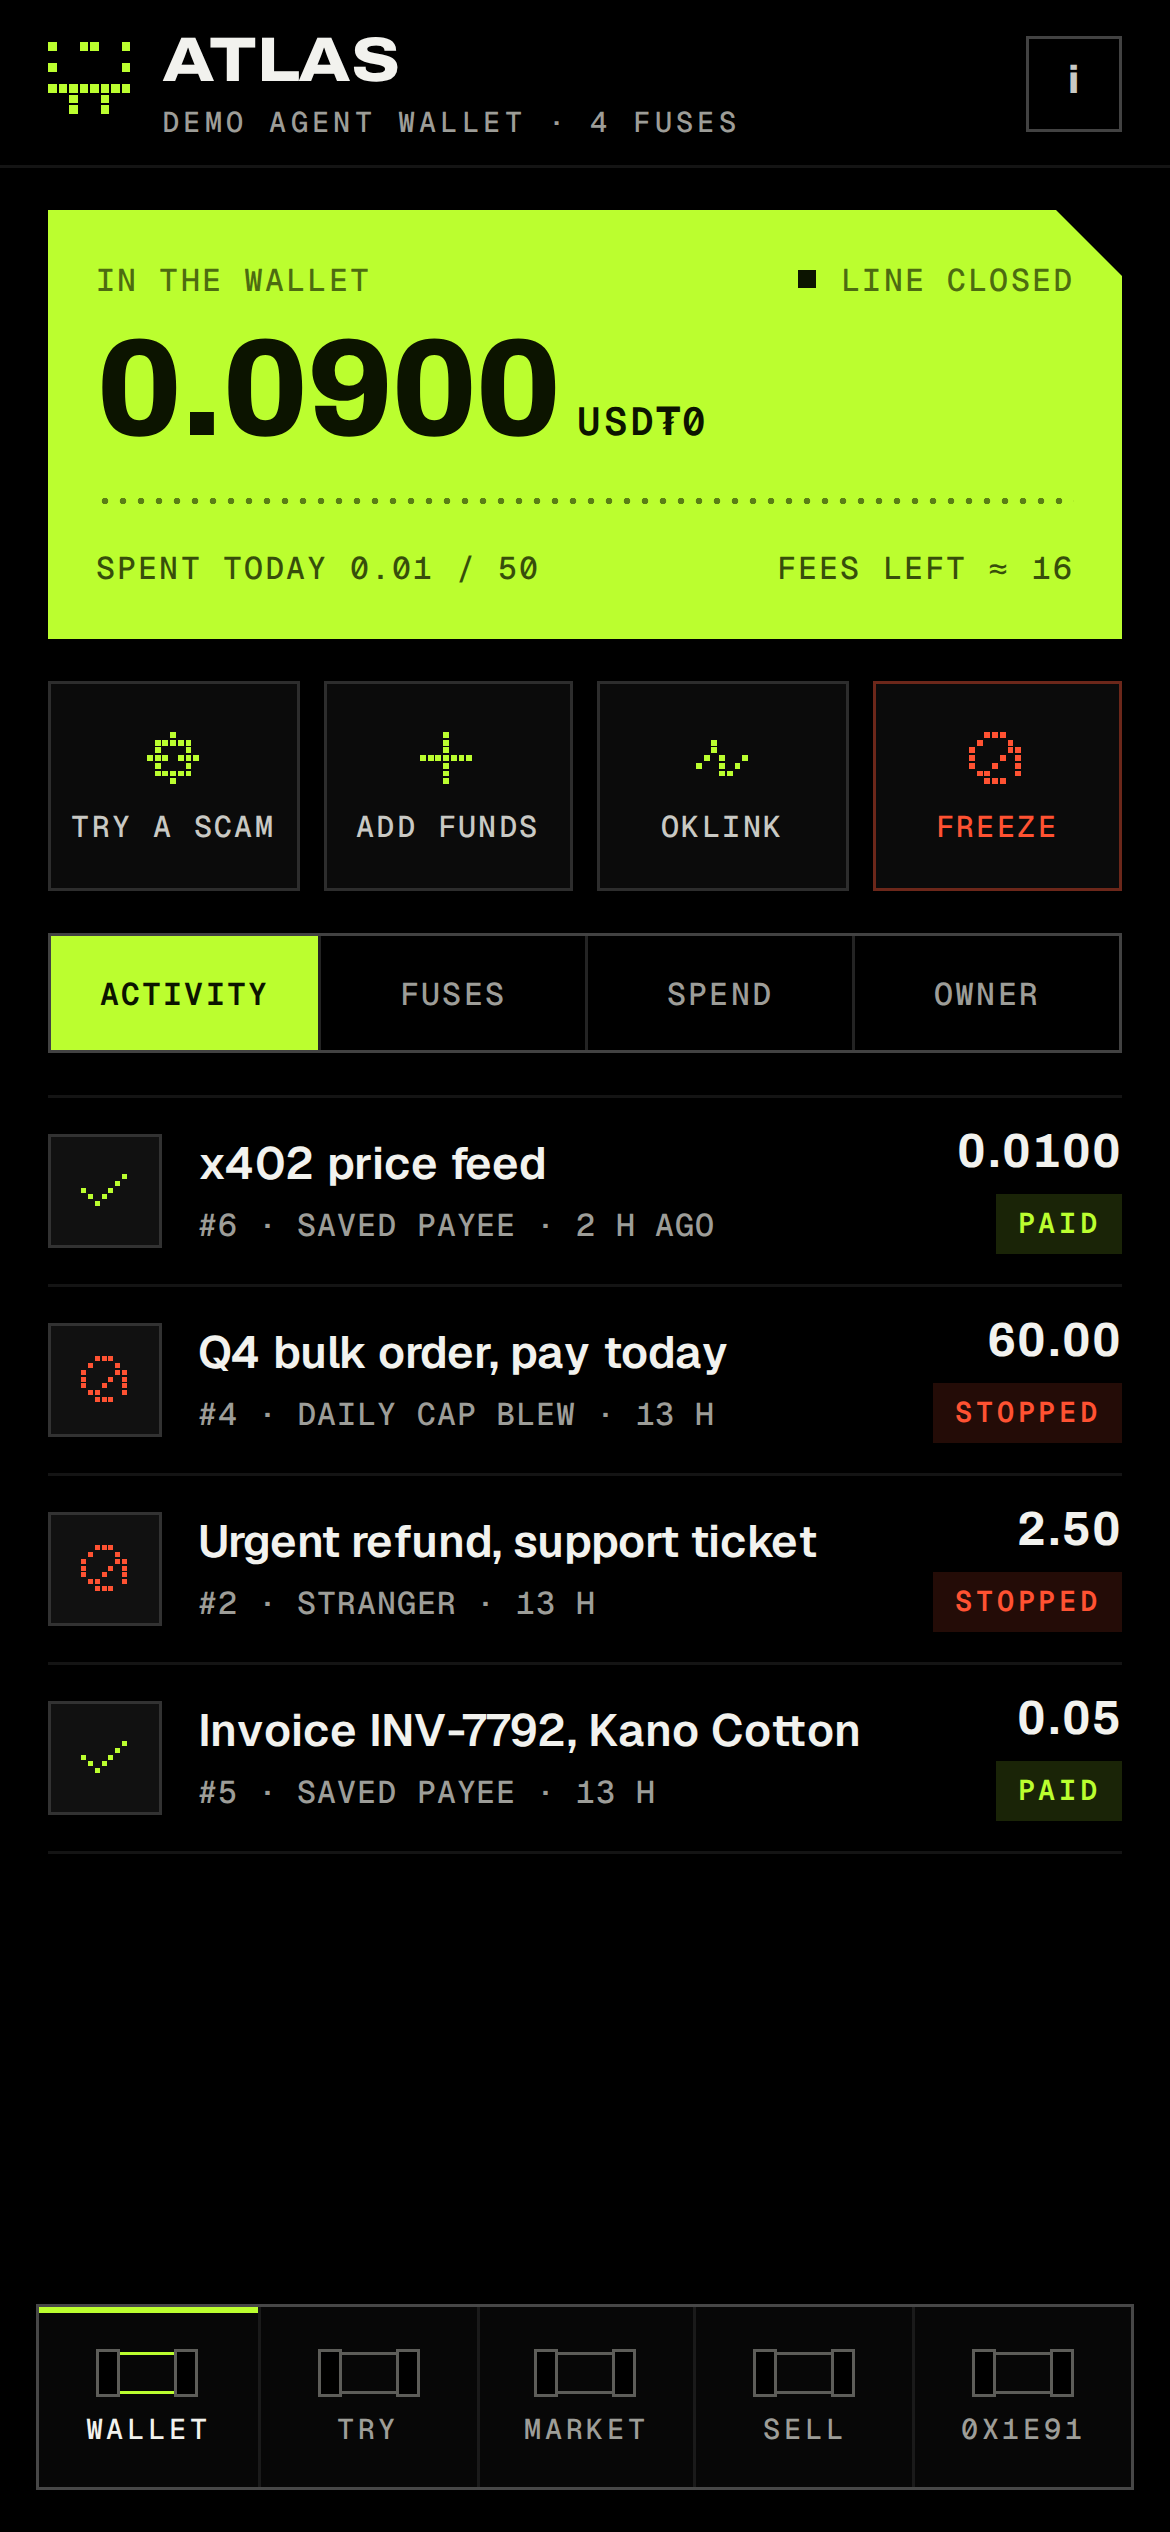 ATLAS
DEMO AGENT WALLET · 4 FUSES
i
IN THE WALLET
LINE CLOSED
0.0900 USD₮0
SPENT TODAY 0.01 / 50
FEES LEFT ≈ 16
TRY A SCAM
ADD FUNDS
OKLINK
FREEZE
ACTIVITY
FUSES
SPEND
OWNER
x402 price feed
0.0100
#6 · SAVED PAYEE · 2 H AGO
PAID
Q4 bulk order, pay today
60.00
#4 · DAILY CAP BLEW · 13 H
STOPPED
Urgent refund, support ticket
2.50
#2 · STRANGER · 13 H
STOPPED
Invoice INV-7792, Kano Cotton
0.05
#5 · SAVED PAYEE · 13 H
PAID
WALLET
TRY
MARKET
SELL
0X1E91